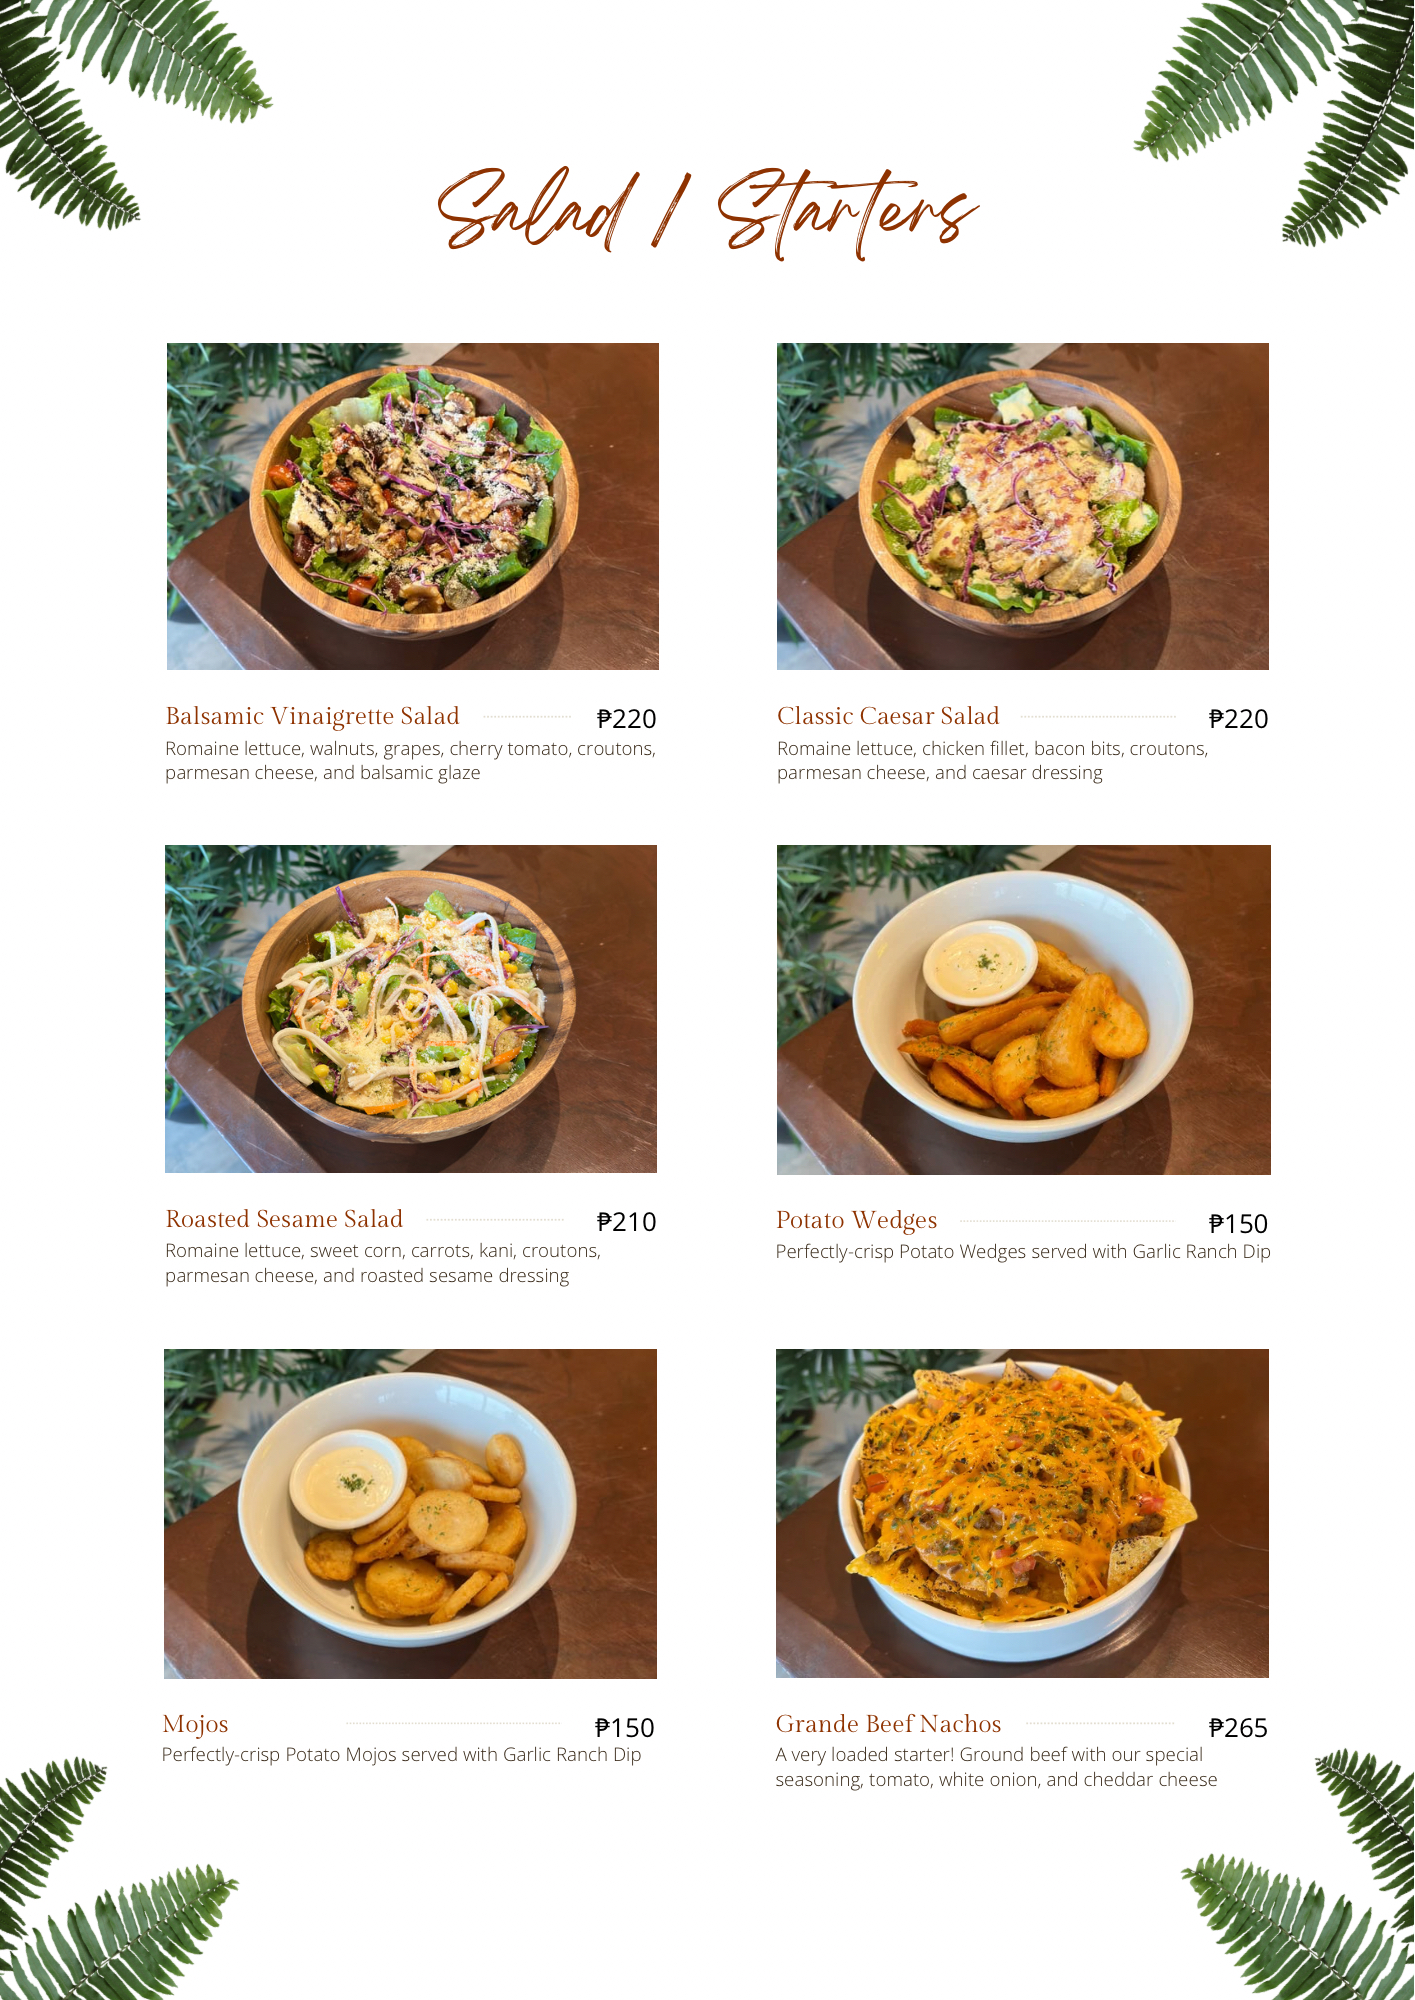 Salad / Starters
Balsamic Vinaigrette Salad ₱220
Romaine lettuce, walnuts, grapes, cherry tomato, croutons,
parmesan cheese, and balsamic glaze
Classic Caesar Salad ₱220
Romaine lettuce, chicken fillet, bacon bits, croutons,
parmesan cheese, and caesar dressing
Roasted Sesame Salad ₱210
Romaine lettuce, sweet corn, carrots, kani, croutons,
parmesan cheese, and roasted sesame dressing
Potato Wedges ₱150
Perfectly-crisp Potato Wedges served with Garlic Ranch Dip
Mojos ₱150
Perfectly-crisp Potato Mojos served with Garlic Ranch Dip
Grande Beef Nachos ₱265
A very loaded starter! Ground beef with our special
seasoning, tomato, white onion, and cheddar cheese